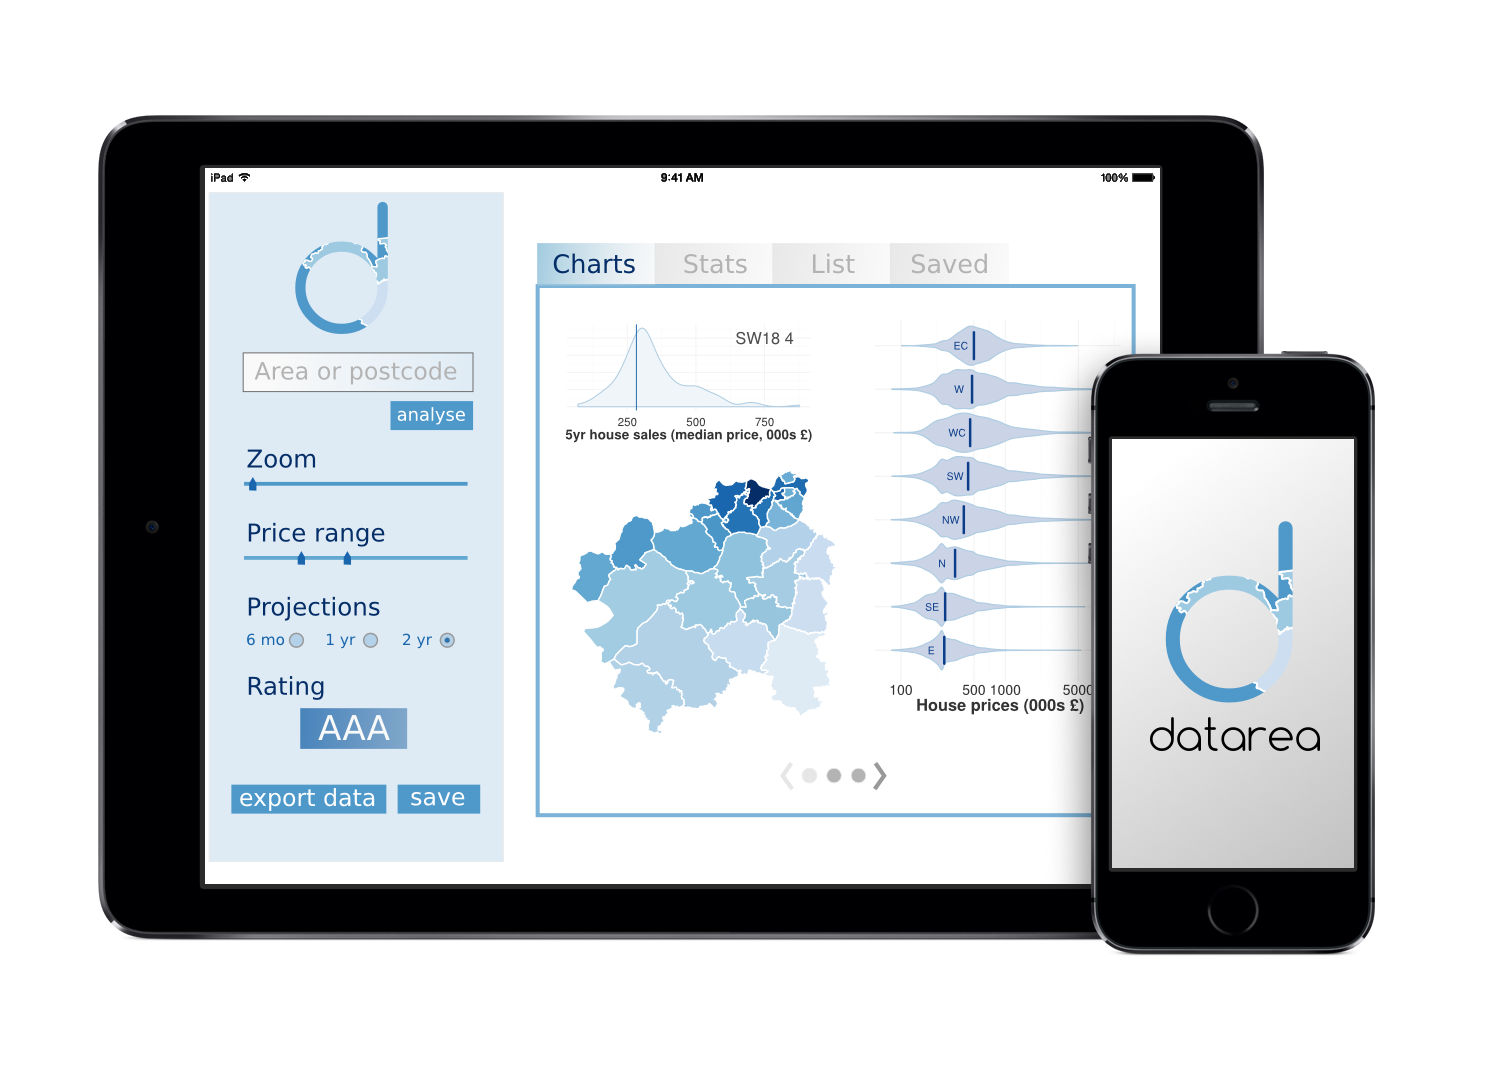 iPad
9:41 AM
100%
Area or postcode
analyse
Zoom
Price range
Projections
6 mo
1 yr
2 yr
Rating
AAA
export data
save
Charts
Stats
List
Saved
SW18 4
250 500 750
5yr house sales (median price, 000s £)
EC
W
WC
SW
NW
N
SE
E
100 500 1000 5000
House prices (000s £)
datarea